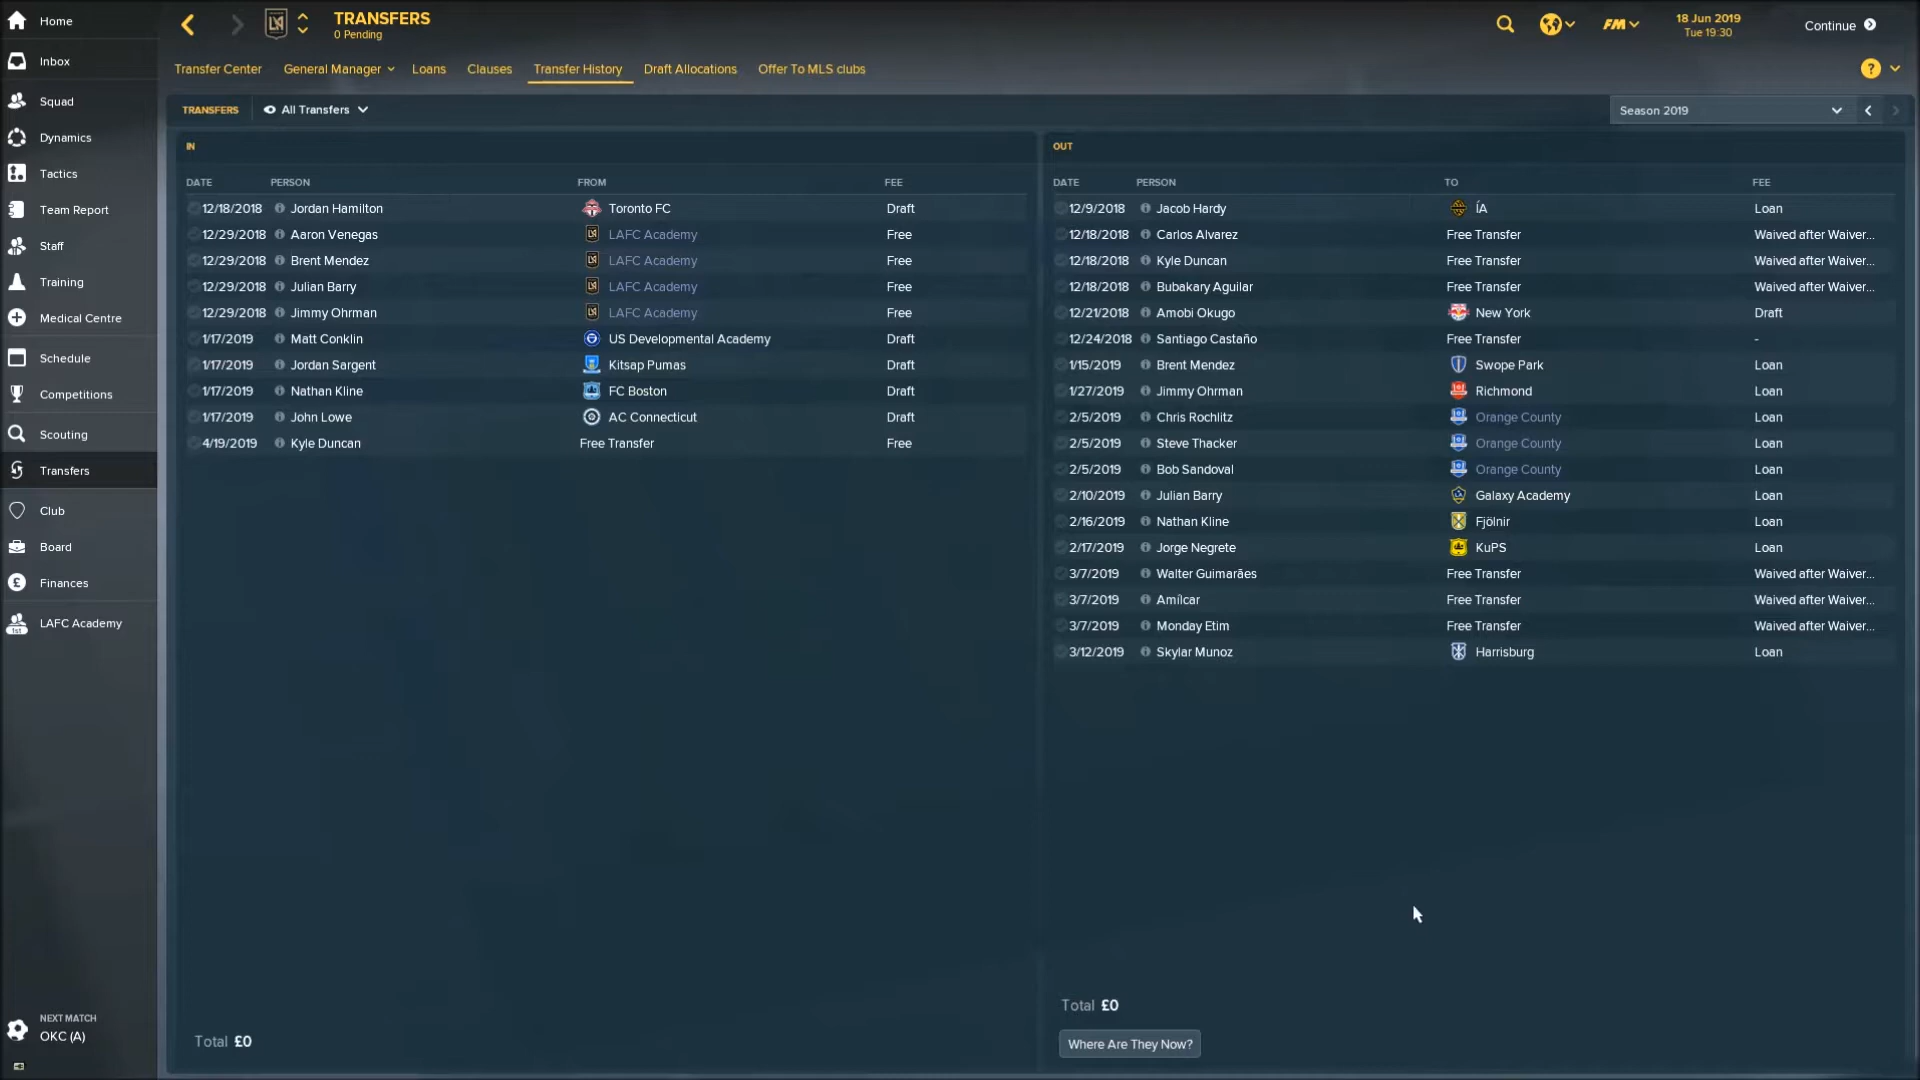 Home
Inbox
Squad
Dynamics
Tactics
Team Report
Staff
Training
Medical Centre
Schedule
Competitions
Scouting
Transfers
Club
Board
Finances
1st LAFC Academy
NEXT MATCH
OKC (A)
TRANSFERS
0 Pending
FM
18 Jun 2019
Tue 19:30
Continue
Transfer Center General Manager Loans Clauses Transfer History Draft Allocations Offer To MLS clubs ?
TRANSFERS All Transfers Season 2019
IN
DATE PERSON FROM FEE
12/18/2018 Jordan Hamilton Toronto FC Draft
12/29/2018 Aaron Venegas LAFC Academy Free
12/29/2018 Brent Mendez LAFC Academy Free
12/29/2018 Julian Barry LAFC Academy Free
12/29/2018 Jimmy Ohrman LAFC Academy Free
1/17/2019 Matt Conklin US Developmental Academy Draft
1/17/2019 Jordan Sargent Kitsap Pumas Draft
1/17/2019 Nathan Kline FC Boston Draft
1/17/2019 John Lowe AC Connecticut Draft
4/19/2019 Kyle Duncan Free Transfer Free
Total £0
OUT
DATE PERSON TO FEE
12/9/2018 Jacob Hardy ÍA Loan
12/18/2018 Carlos Alvarez Free Transfer Waived after Waiver...
12/18/2018 Kyle Duncan Free Transfer Waived after Waiver...
12/18/2018 Bubakary Aguilar Free Transfer Waived after Waiver...
12/21/2018 Amobi Okugo New York Draft
12/24/2018 Santiago Castaño Free Transfer -
1/15/2019 Brent Mendez Swope Park Loan
1/27/2019 Jimmy Ohrman Richmond Loan
2/5/2019 Chris Rochlitz Orange County Loan
2/5/2019 Steve Thacker Orange County Loan
2/5/2019 Bob Sandoval Orange County Loan
2/10/2019 Julian Barry Galaxy Academy Loan
2/16/2019 Nathan Kline Fjölnir Loan
2/17/2019 Jorge Negrete KuPS Loan
3/7/2019 Walter Guimarães Free Transfer Waived after Waiver...
3/7/2019 Amílcar Free Transfer Waived after Waiver...
3/7/2019 Monday Etim Free Transfer Waived after Waiver...
3/12/2019 Skylar Munoz Harrisburg Loan
Total £0
Where Are They Now?